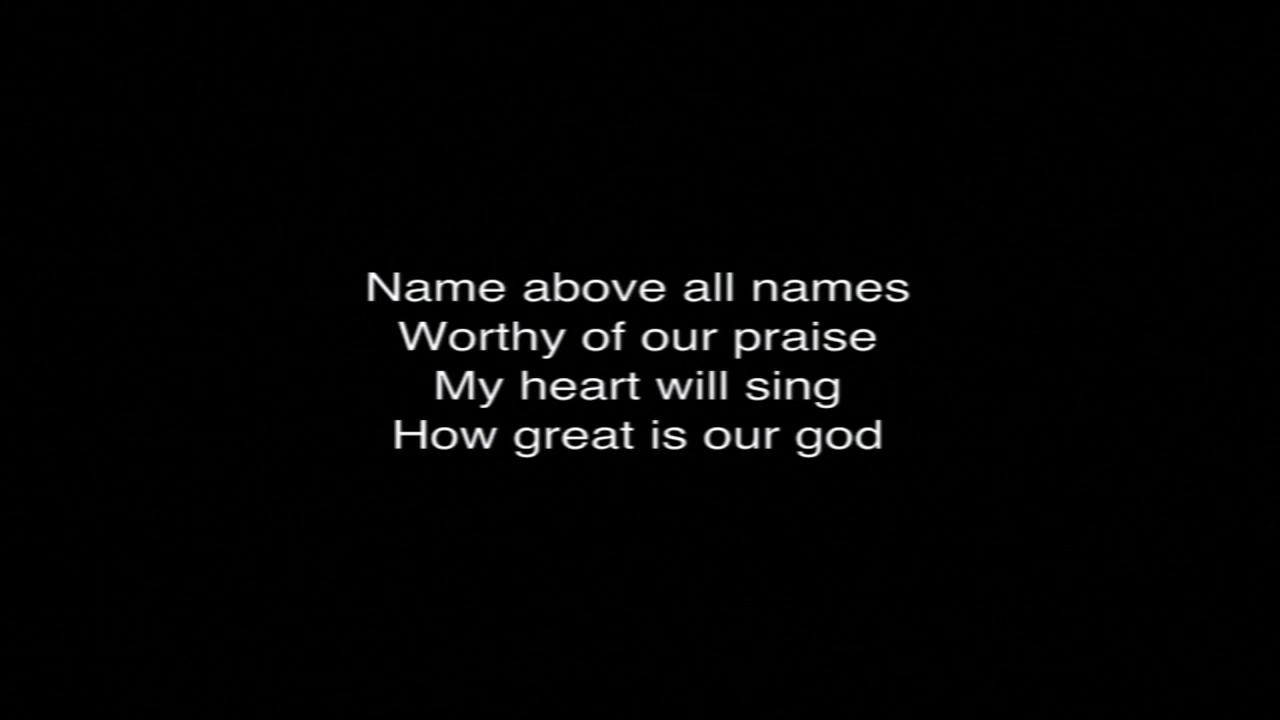 Name above all names
Worthy of our praise
My heart will sing
How great is our god